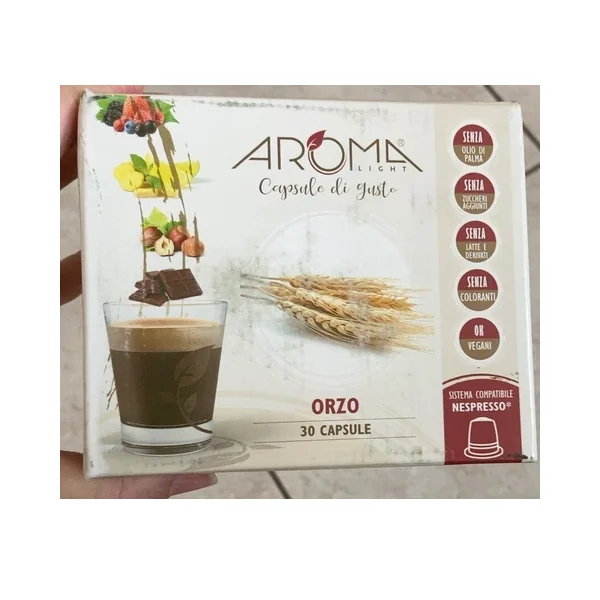 AROMA®
LIGHT
Capsule di gusto
SENZA
OLIO DI
PALMA
SENZA
ZUCCHERI
AGGIUNTI
SENZA
LATTE E
DERIVATI
SENZA
COLORANTI
OK
VEGANI
ORZO
30 CAPSULE
SISTEMA COMPATIBILE
NESPRESSO*